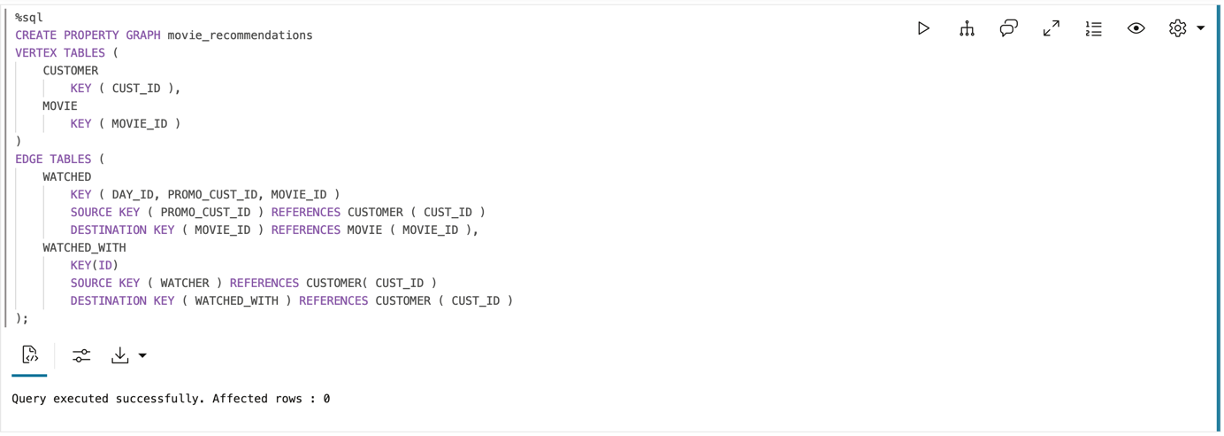 %sql
CREATE PROPERTY GRAPH movie_recommendations
VERTEX TABLES (
    CUSTOMER
        KEY ( CUST_ID ),
    MOVIE
        KEY ( MOVIE_ID )
)
EDGE TABLES (
    WATCHED
        KEY ( DAY_ID, PROMO_CUST_ID, MOVIE_ID )
        SOURCE KEY ( PROMO_CUST_ID ) REFERENCES CUSTOMER ( CUST_ID )
        DESTINATION KEY ( MOVIE_ID ) REFERENCES MOVIE ( MOVIE_ID ),
    WATCHED_WITH
        KEY(ID)
        SOURCE KEY ( WATCHER ) REFERENCES CUSTOMER( CUST_ID )
        DESTINATION KEY ( WATCHED_WITH ) REFERENCES CUSTOMER ( CUST_ID )
);
Query executed successfully. Affected rows : 0